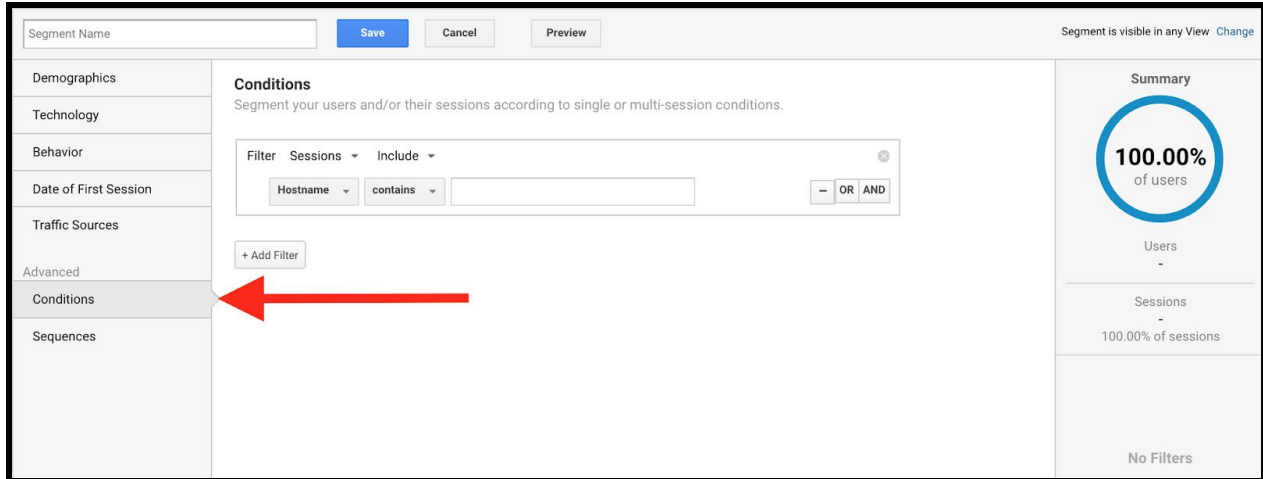 Segment Name
Save
Cancel
Preview
Segment is visible in any View Change
Demographics
Technology
Behavior
Date of First Session
Traffic Sources
Advanced
Conditions
Sequences
Conditions
Segment your users and/or their sessions according to single or multi-session conditions.
Filter Sessions Include
Hostname contains
– OR AND
+ Add Filter
Summary
100.00%
of users
Users
-
Sessions
-
100.00% of sessions
No Filters